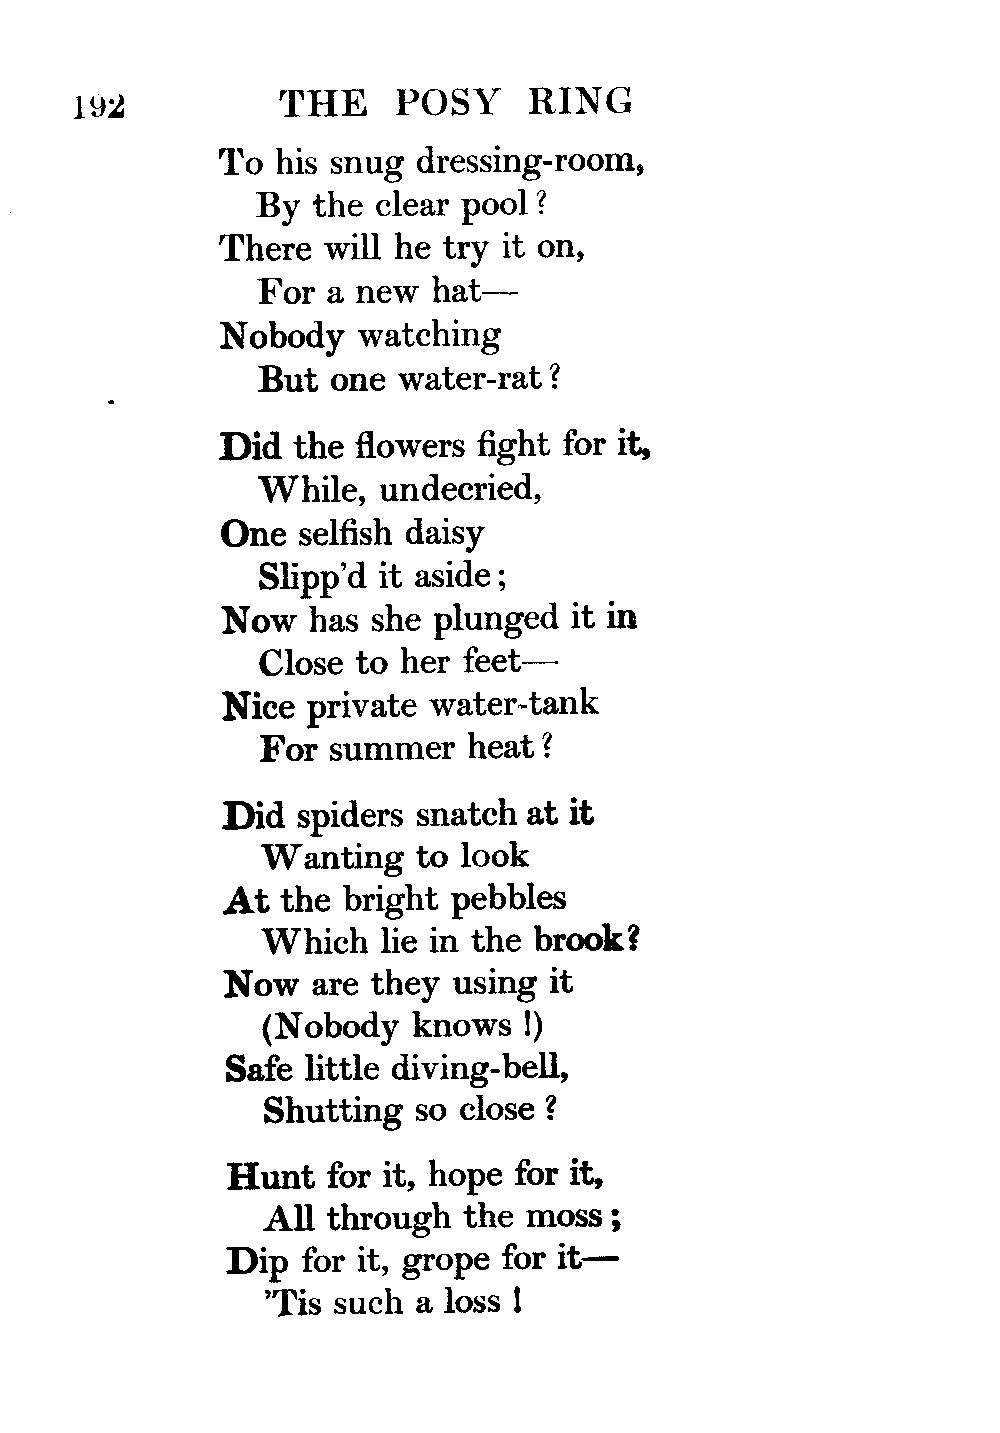 192 THE POSY RING
To his snug dressing-room,
By the clear pool?
There will he try it on,
For a new hat—
Nobody watching
But one water-rat?
Did the flowers fight for it,
While, undecried,
One selfish daisy
Slipp'd it aside;
Now has she plunged it in
Close to her feet—
Nice private water-tank
For summer heat?
Did spiders snatch at it
Wanting to look
At the bright pebbles
Which lie in the brook?
Now are they using it
(Nobody knows!)
Safe little diving-bell,
Shutting so close?
Hunt for it, hope for it,
All through the moss;
Dip for it, grope for it—
'Tis such a loss!